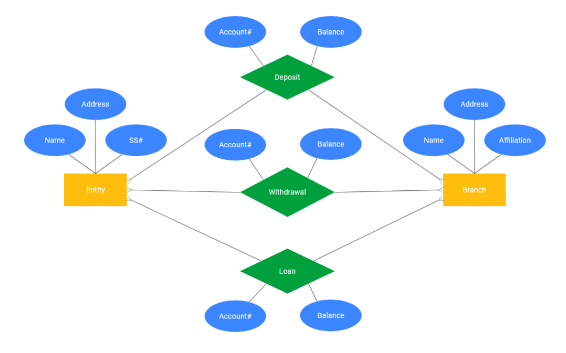 Account#
Balance
Deposit
Address
Address
Name
SS#
Account#
Balance
Name
Affiliation
Entity
Withdrawal
Branch
Loan
Account#
Balance